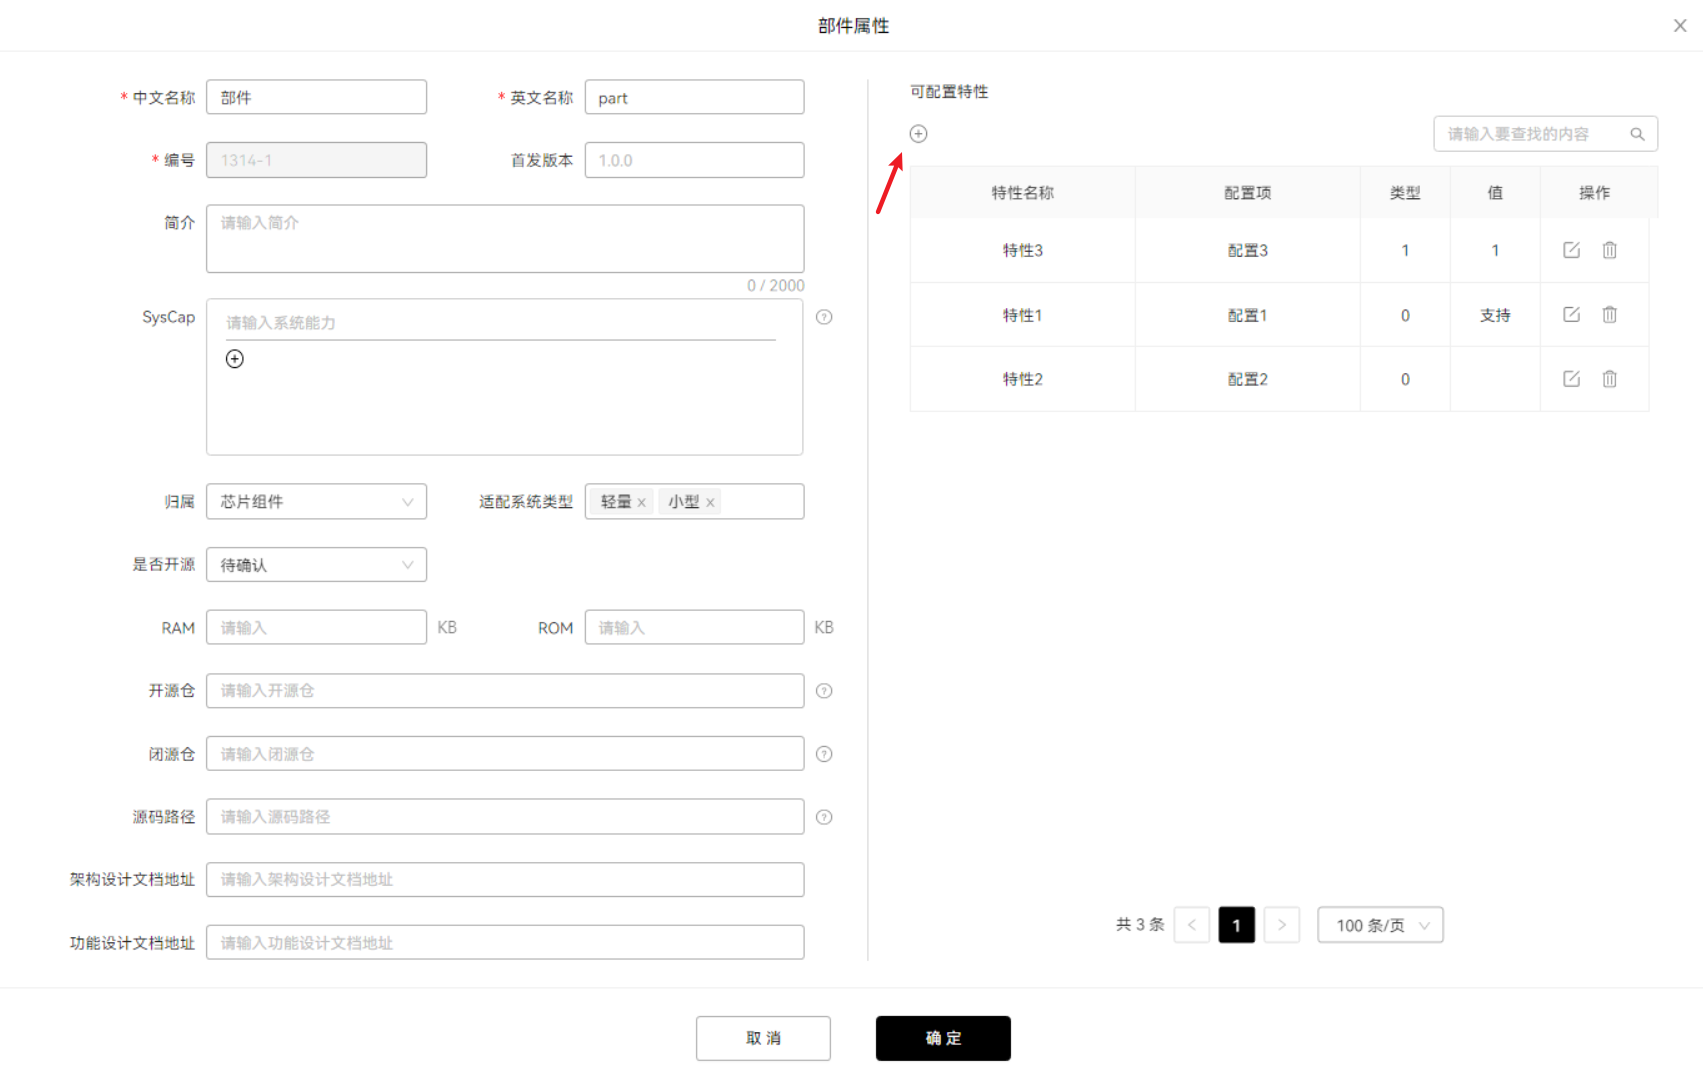 部件属性
* 中文名称 部件 * 英文名称 part
* 编号 1314-1 首发版本 1.0.0
简介 请输入简介
0 / 2000
SysCap 请输入系统能力
归属 芯片组件 适配系统类型 轻量 × 小型 ×
是否开源 待确认
RAM 请输入 KB ROM 请输入 KB
开源仓 请输入开源仓
闭源仓 请输入闭源仓
源码路径 请输入源码路径
架构设计文档地址 请输入架构设计文档地址
功能设计文档地址 请输入功能设计文档地址
可配置特性
请输入要查找的内容
特性名称 配置项 类型 值 操作
特性3 配置3 1 1
特性1 配置1 0 支持
特性2 配置2 0
共 3 条 < 1 > 100 条/页
取 消 确 定